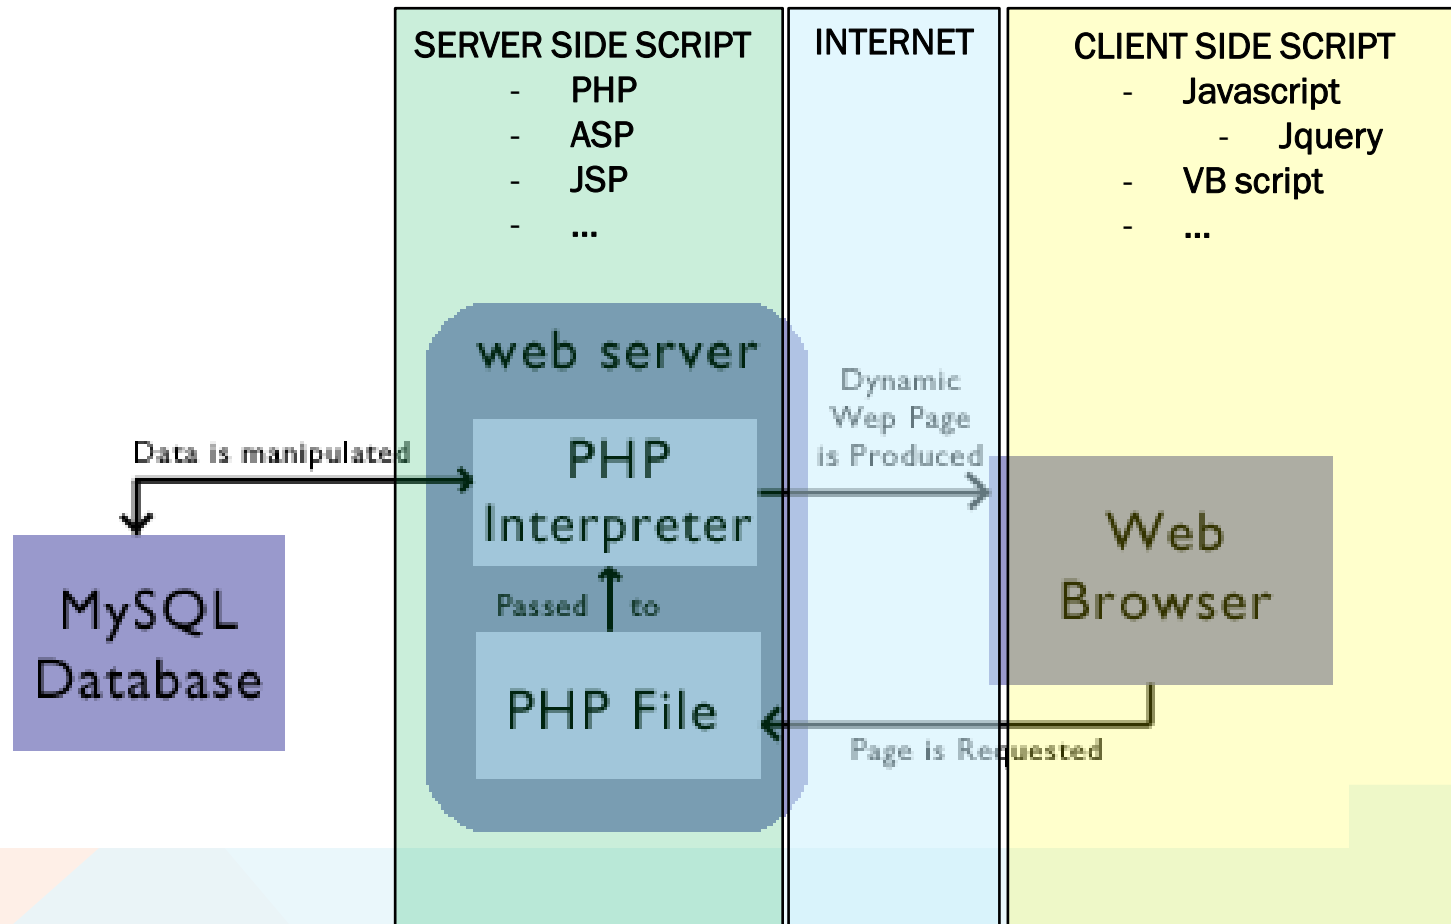 SERVER SIDE SCRIPT
- PHP
- ASP
- JSP
- ...
INTERNET
CLIENT SIDE SCRIPT
- Javascript
- Jquery
- VB script
- ...
web server
Data is manipulated
PHP
Interpreter
Passed to
PHP File
MySQL
Database
Dynamic
Wep Page
is Produced
Web
Browser
Page is Requested